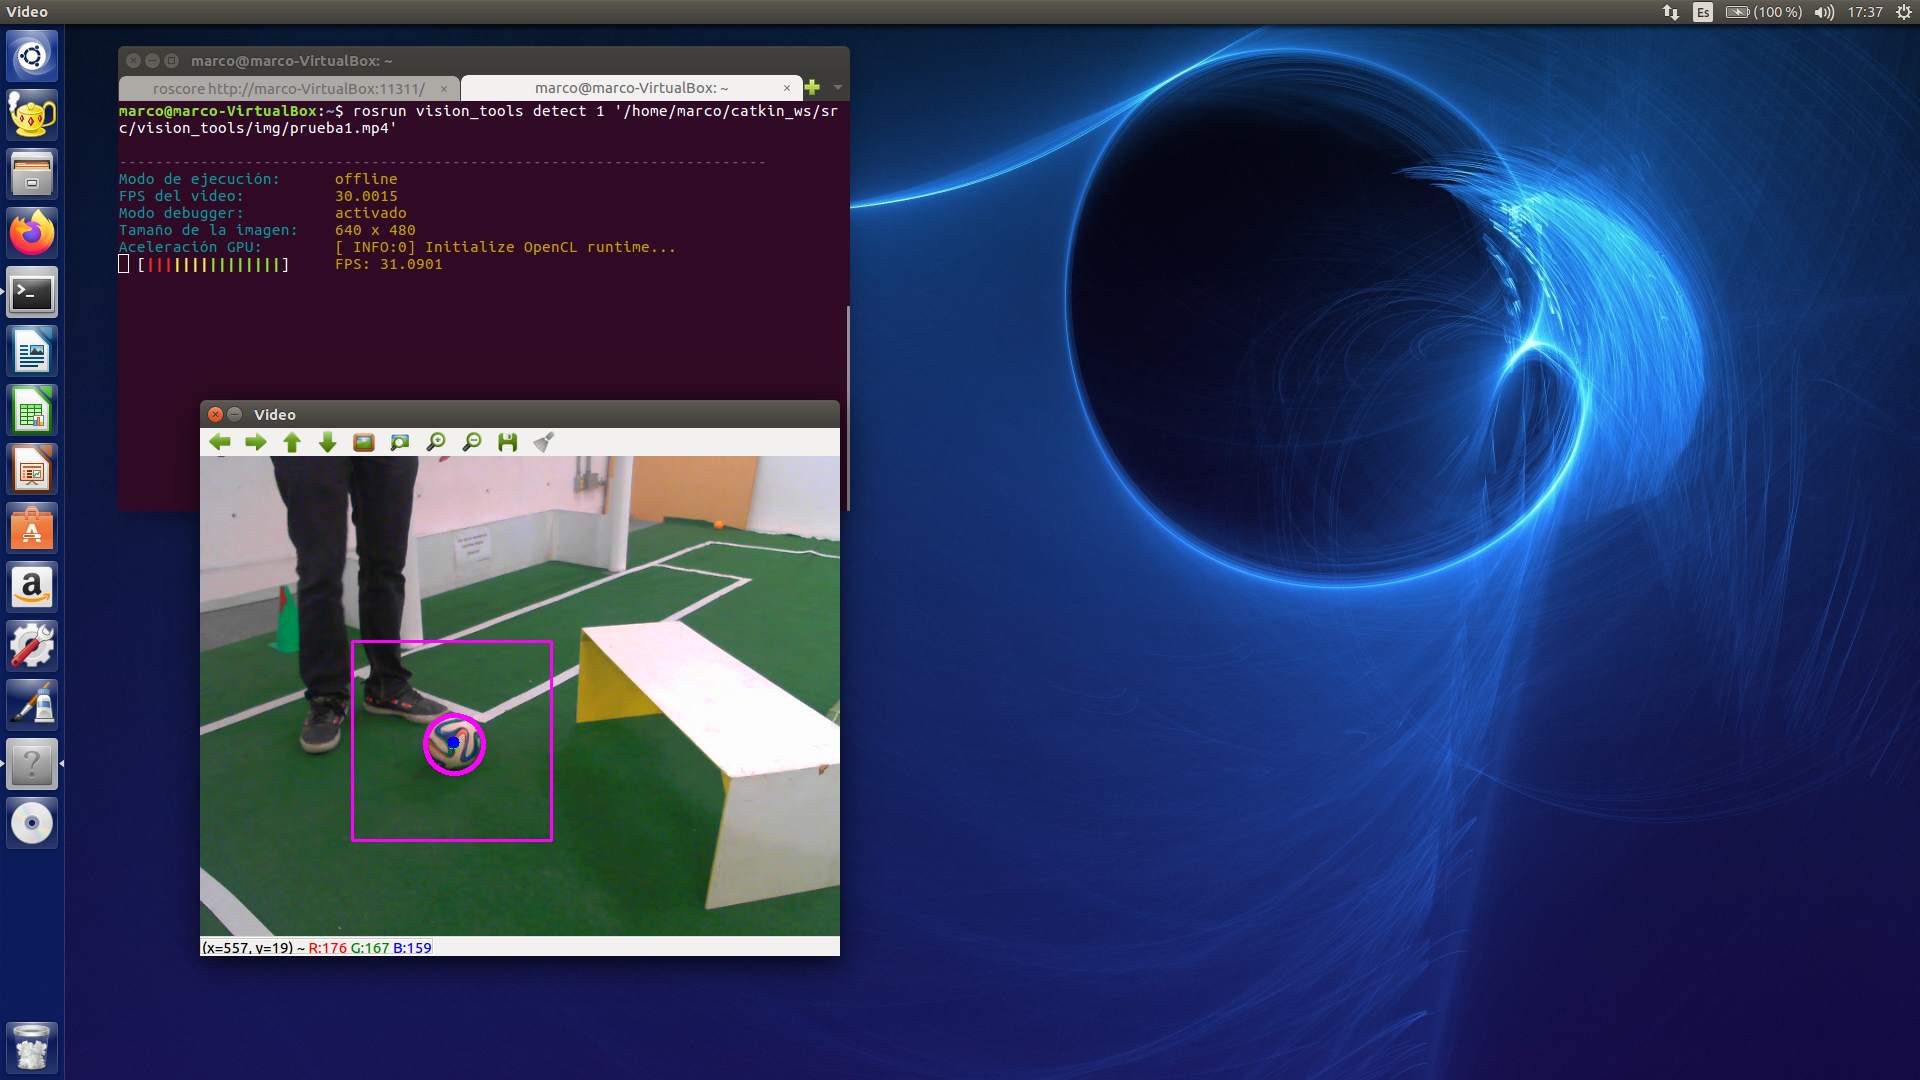 Video
Es
(100 %)
17:37
marco@marco-VirtualBox: ~
roscore http://marco-VirtualBox:11311/
marco@marco-VirtualBox: ~
marco@marco-VirtualBox:~$ rosrun vision_tools detect 1 '/home/marco/catkin_ws/sr
c/vision_tools/img/prueba1.mp4'
-----------------------------------------------------------------------
Modo de ejecución: offline
FPS del video: 30.0015
Modo debugger: activado
Tamaño de la imagen: 640 x 480
Aceleración GPU: [ INFO:0] Initialize OpenCL runtime...
[|||||||||||||||] FPS: 31.0901
Video
(x=557, y=19) ~ R:176 G:167 B:159